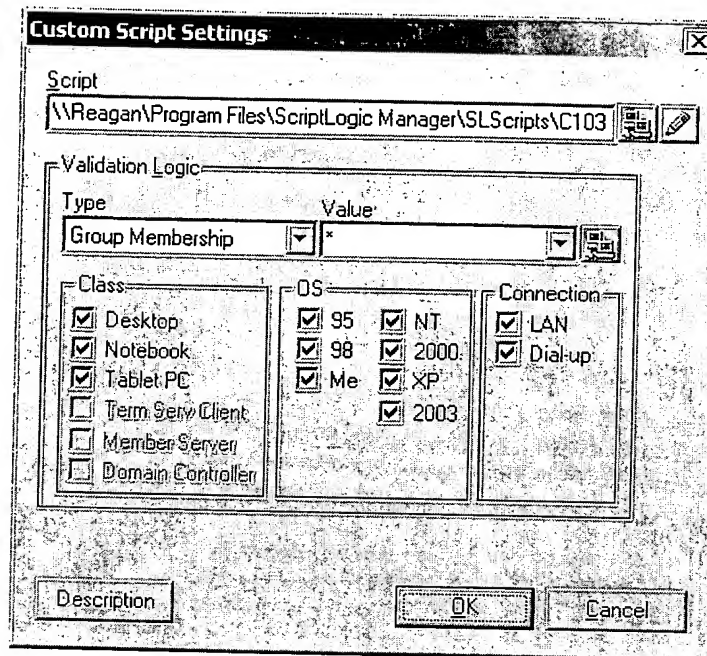 Custom Script Settings
Script
\\Reagan\Program Files\ScriptLogic Manager\SLScripts\C103
Validation Logic
Type
Value
Group Membership
*
Class
Desktop
Notebook
Tablet PC
Term Serv Client
Member Server
Domain Controller
OS
95
NT
98
2000
Me
XP
2003
Connection
LAN
Dial-up
Description
OK
Cancel